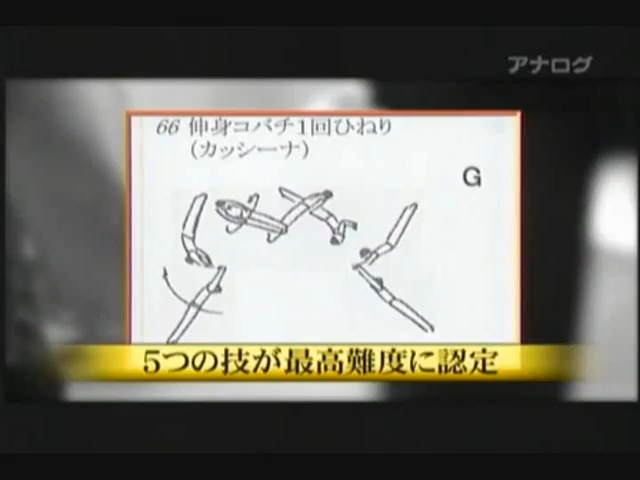 アナログ
66 伸身コバチ1回ひねり
(カッシーナ)
G
5つの技が最高難度に認定